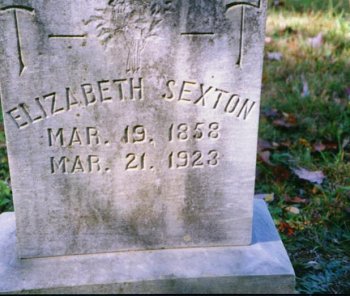 ELIZABETH SEXTON
MAR. 19, 1858
MAR. 21, 1923